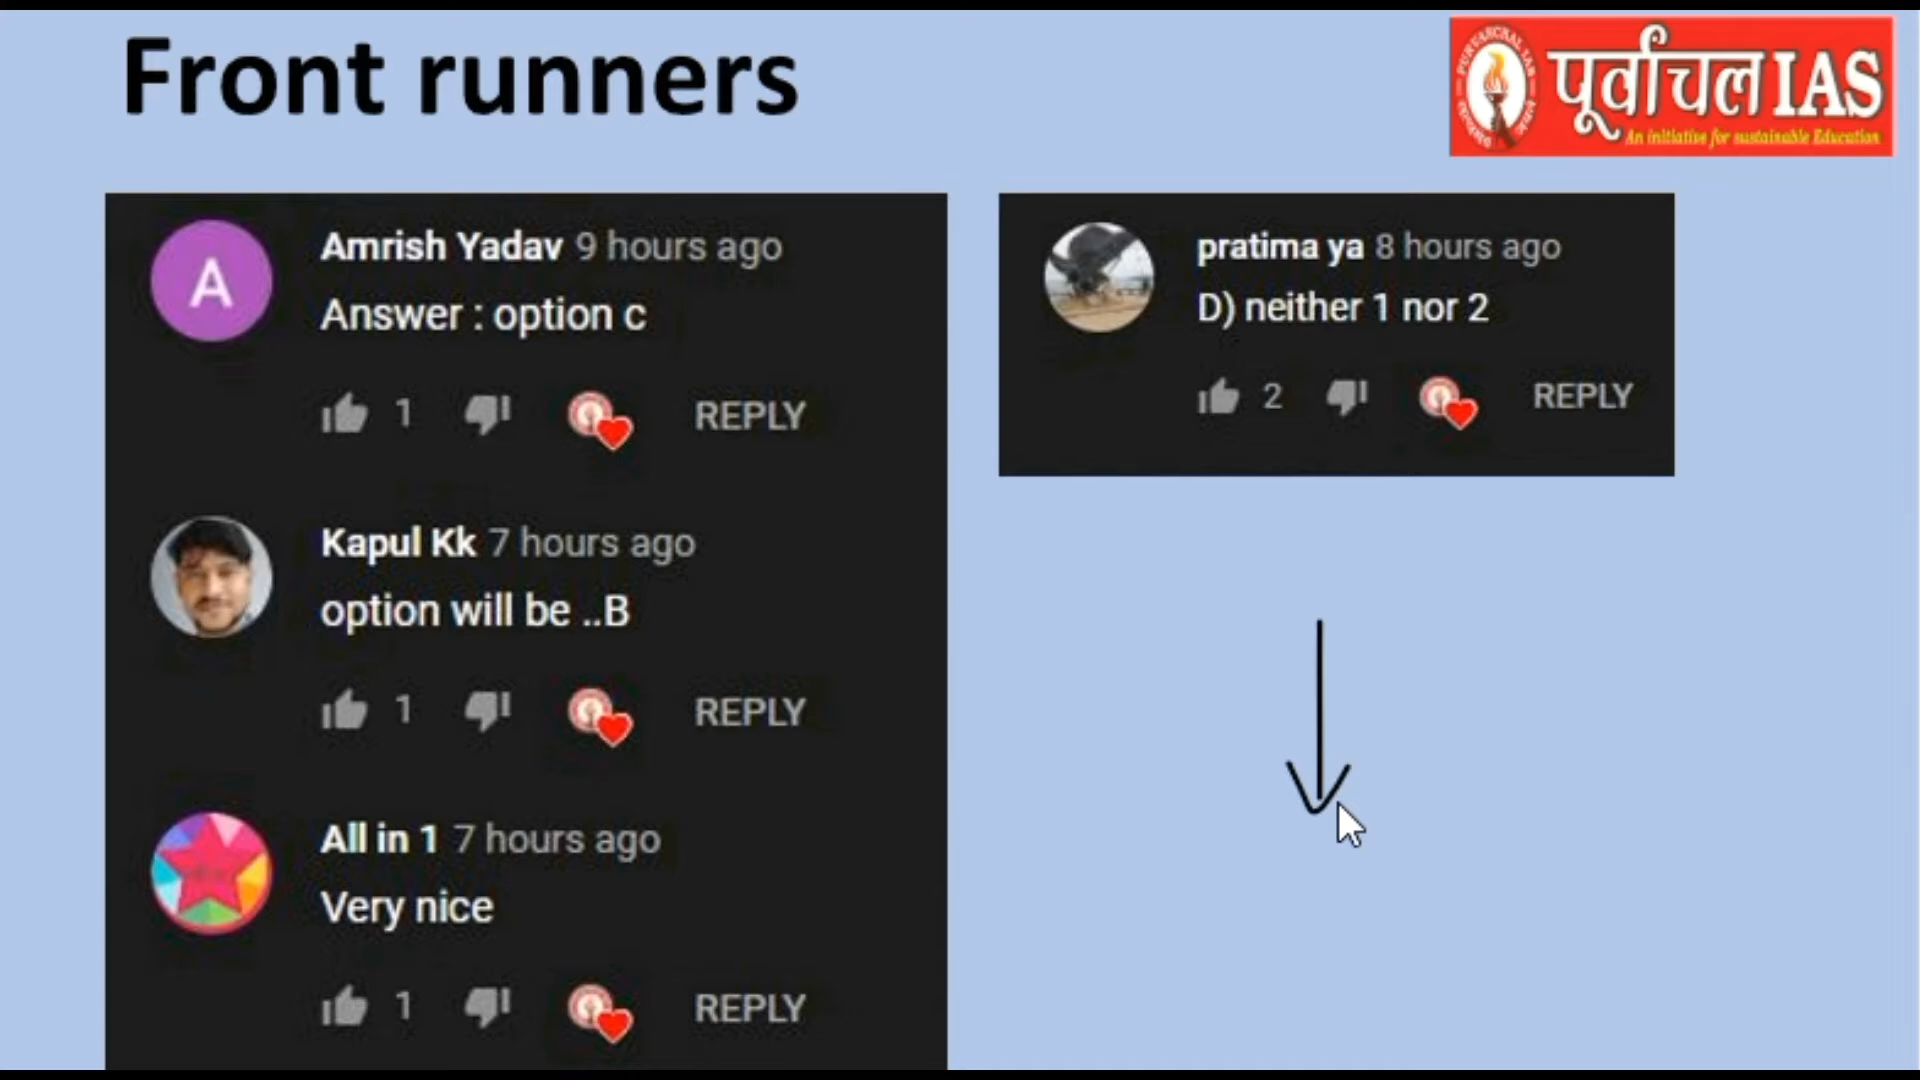 Front runners
पूर्वांचल IAS
An initiative for sustainable Education
PURVANCHAL IAS
A
Amrish Yadav 9 hours ago
Answer : option c
1 REPLY
Kapul Kk 7 hours ago
option will be ..B
1 REPLY
All in 1 7 hours ago
Very nice
1 REPLY
pratima ya 8 hours ago
D) neither 1 nor 2
2 REPLY